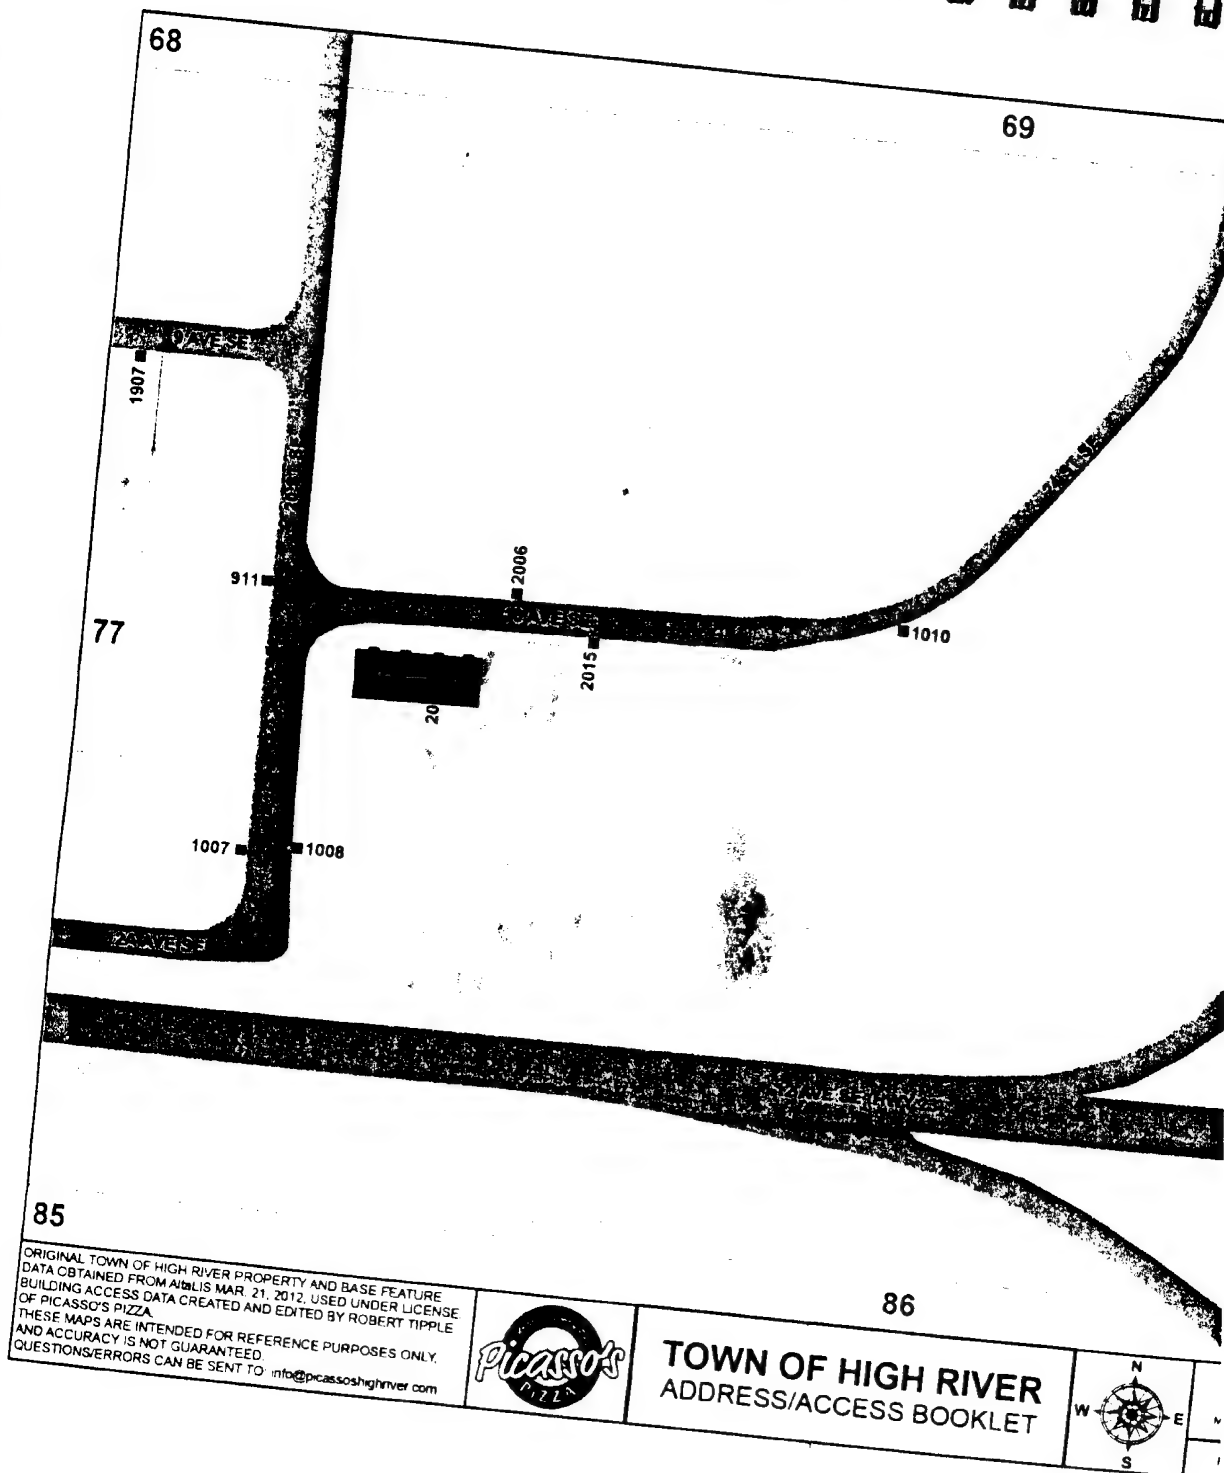 68
69
1907
911
2006
2015
1010
77
20
1007
1008
85
86
ORIGINAL TOWN OF HIGH RIVER PROPERTY AND BASE FEATURE
DATA OBTAINED FROM AltaLIS MAR. 21, 2012, USED UNDER LICENSE
BUILDING ACCESS DATA CREATED AND EDITED BY ROBERT TIPPLE
OF PICASSO'S PIZZA.
THESE MAPS ARE INTENDED FOR REFERENCE PURPOSES ONLY,
AND ACCURACY IS NOT GUARANTEED.
QUESTIONS/ERRORS CAN BE SENT TO: info@picassoshighriver.com
Picasso's
PIZZA
TOWN OF HIGH RIVER
ADDRESS/ACCESS BOOKLET
N
W
E
S